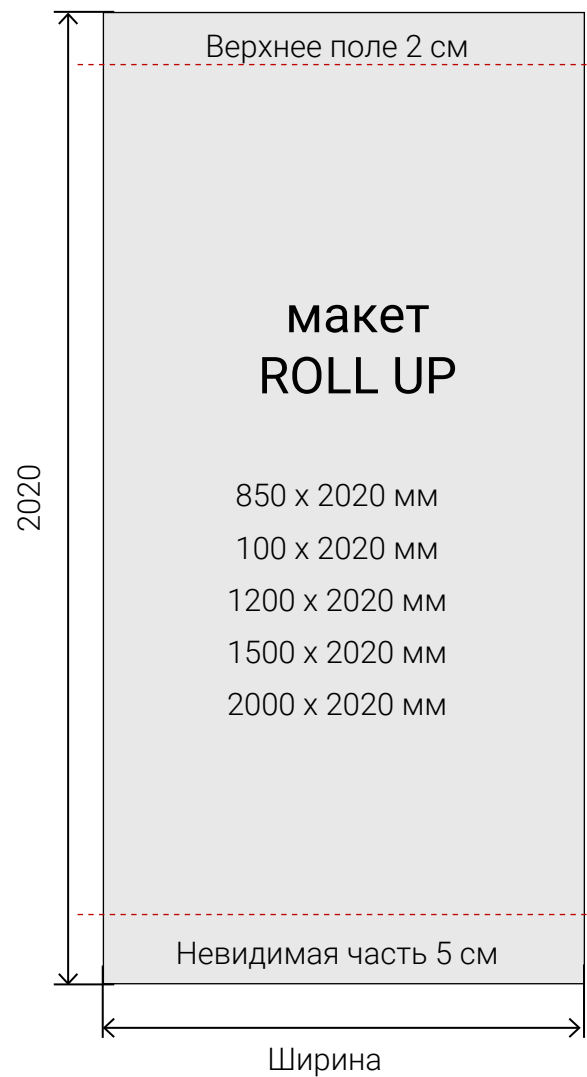 Верхнее поле 2 см
макет
ROLL UP
2020
850 x 2020 мм
100 x 2020 мм
1200 x 2020 мм
1500 x 2020 мм
2000 x 2020 мм
Невидимая часть 5 см
Ширина